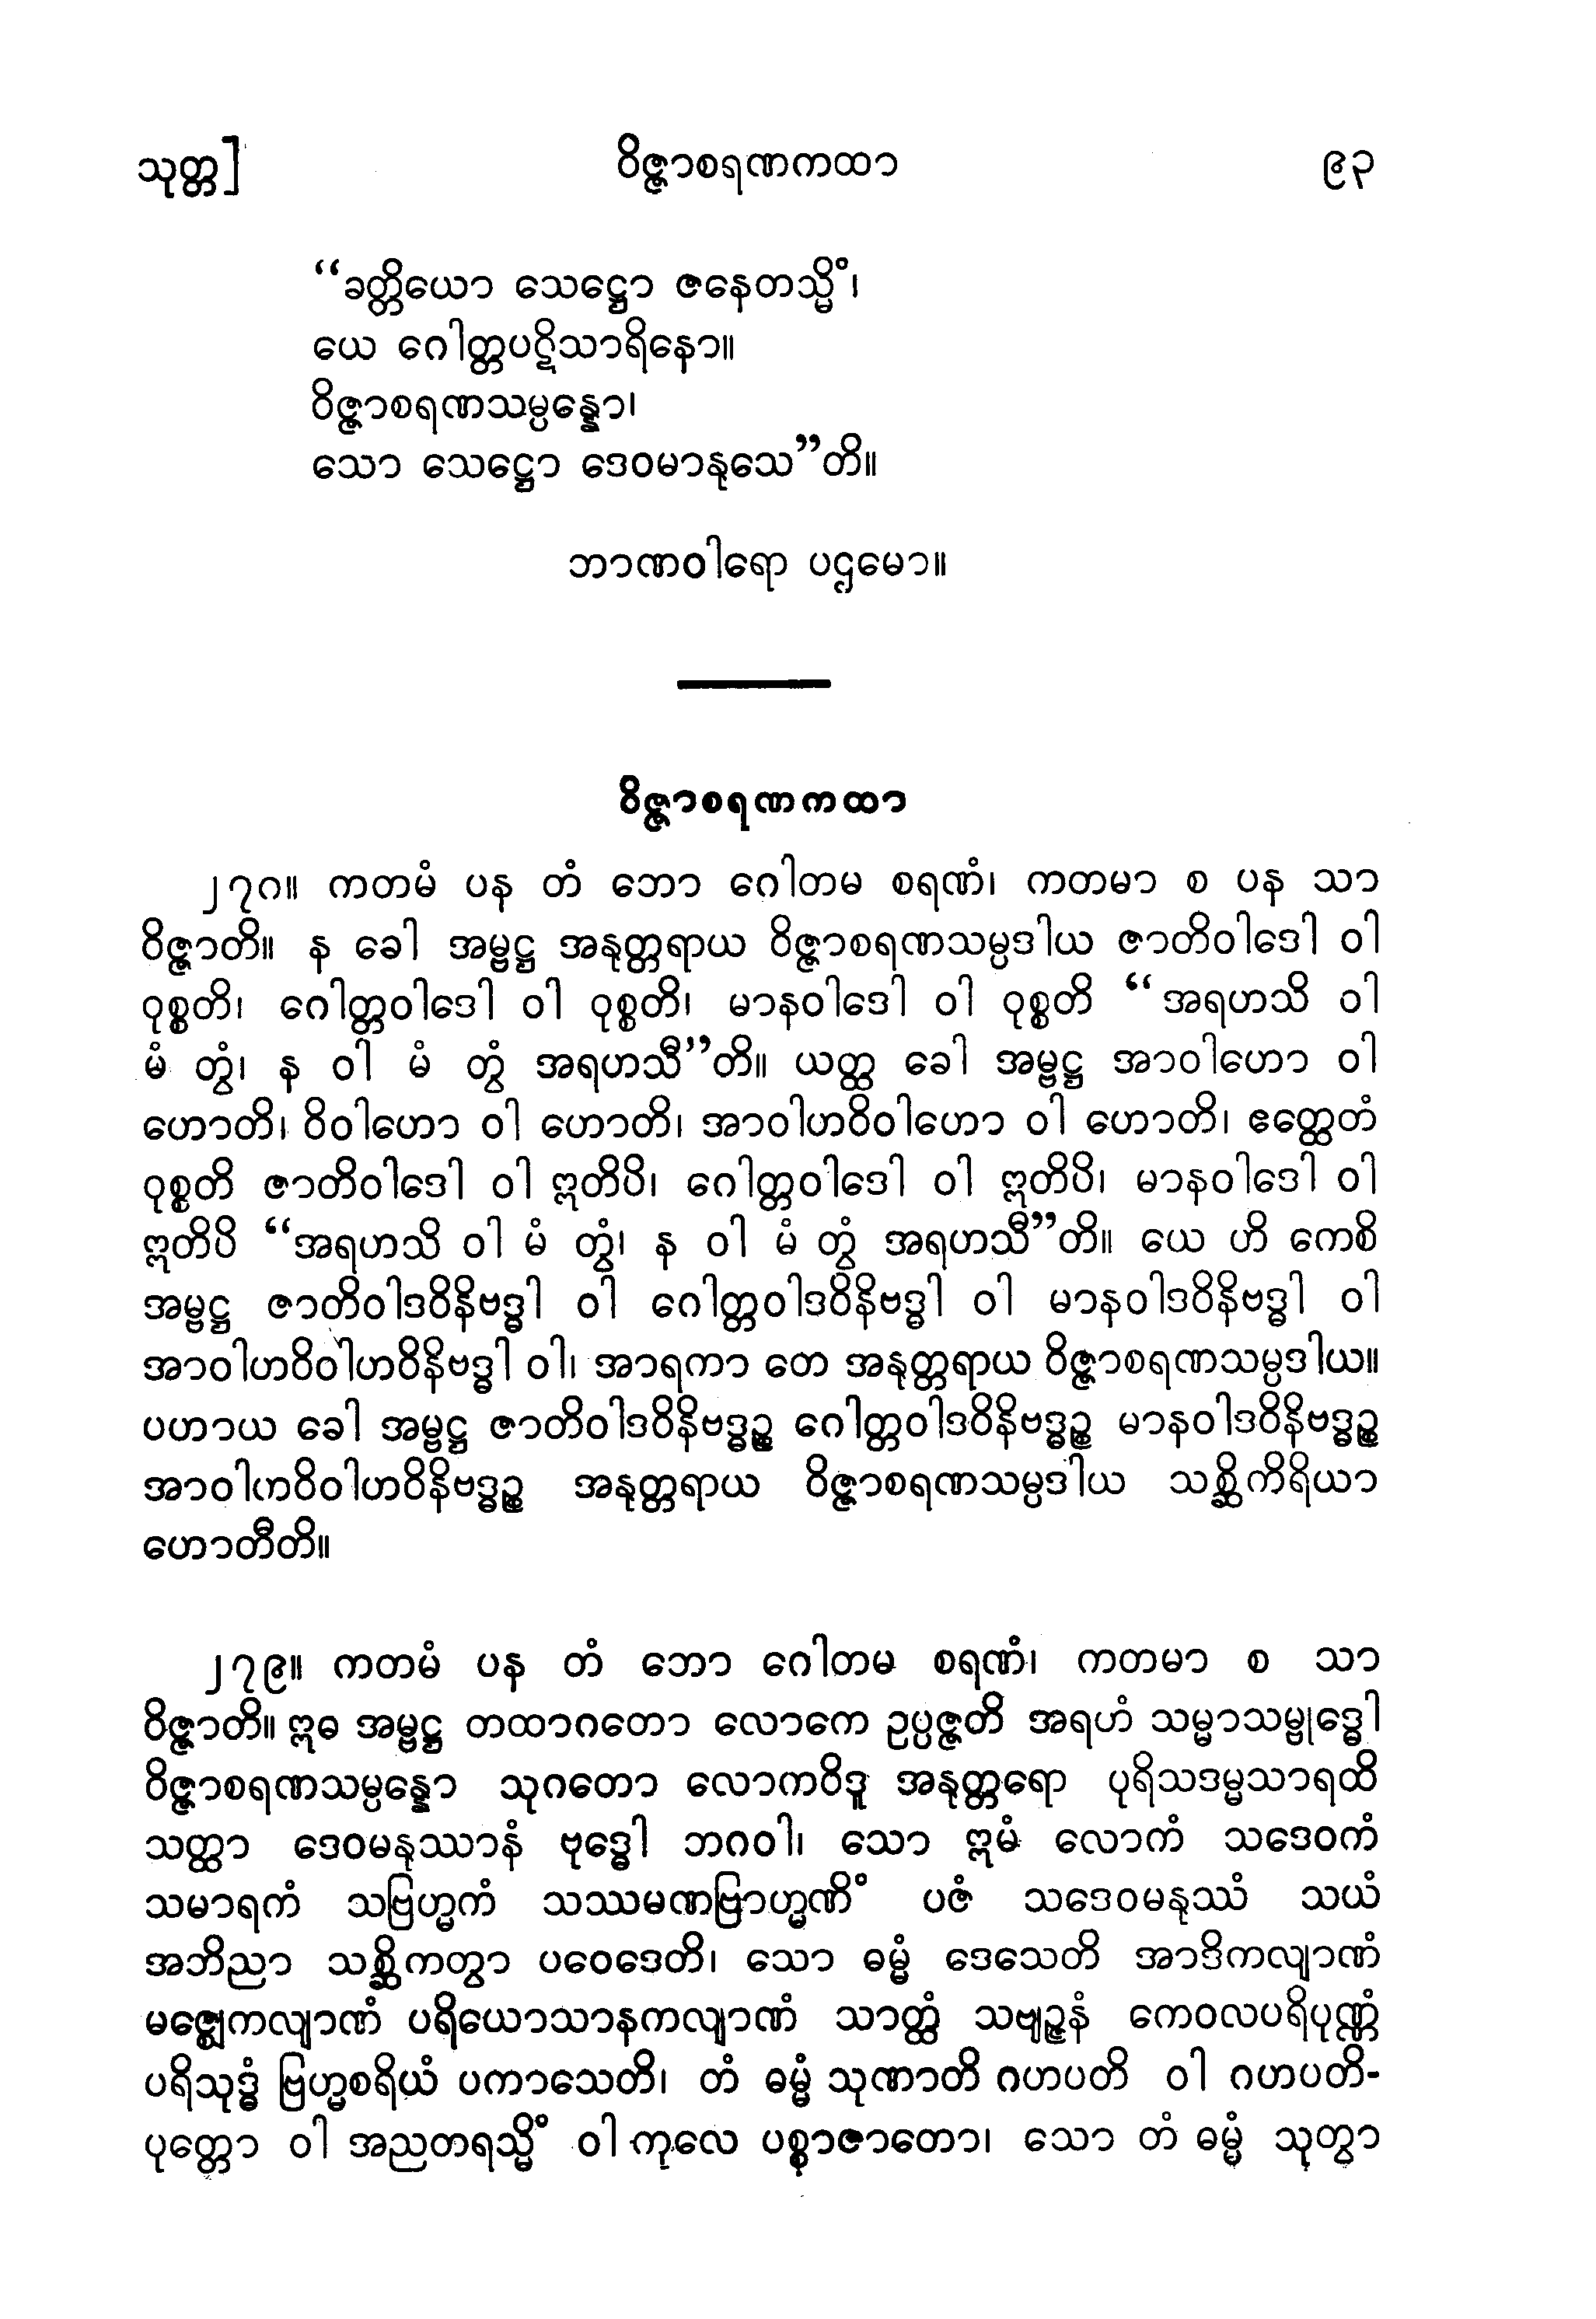 သုတ္တ] ဝိဇ္ဇာစရဏကထာ ၉၃
“ခတ္တိယော သေဋ္ဌော ဇနေတသ္မိံ၊
ယေ ဂေါတ္တပဋိသာရိနော။
ဝိဇ္ဇာစရဏသမ္ပန္နော၊
သော သေဋ္ဌော ဒေဝမာနုသေ”တိ။
ဘာဏဝါရော ပဌမော။
ဝိဇ္ဇာစရဏကထာ
၂၇၈။ ကတမံ ပန တံ ဘော ဂေါတမ စရဏံ၊ ကတမာ စ ပန သာ
ဝိဇ္ဇာတိ။ န ခေါ အမ္ဗဋ္ဌ အနုတ္တရာယ ဝိဇ္ဇာစရဏသမ္ပဒါယ ဇာတိဝါဒေါ ဝါ
ဝုစ္စတိ၊ ဂေါတ္တဝါဒေါ ဝါ ဝုစ္စတိ၊ မာနဝါဒေါ ဝါ ဝုစ္စတိ “အရဟသိ ဝါ
မံ တွံ၊ န ဝါ မံ တွံ အရဟသီ”တိ။ ယတ္ထ ခေါ အမ္ဗဋ္ဌ အာဝါဟော ဝါ
ဟောတိ၊ ဝိဝါဟော ဝါ ဟောတိ၊ အာဝါဟဝိဝါဟော ဝါ ဟောတိ၊ ဧတ္ထေတံ
ဝုစ္စတိ ဇာတိဝါဒေါ ဝါ ဣတိပိ၊ ဂေါတ္တဝါဒေါ ဝါ ဣတိပိ၊ မာနဝါဒေါ ဝါ
ဣတိပိ “အရဟသိ ဝါ မံ တွံ၊ န ဝါ မံ တွံ အရဟသီ”တိ။ ယေ ဟိ ကေစိ
အမ္ဗဋ္ဌ ဇာတိဝါဒဝိနိဗဒ္ဓါ ဝါ ဂေါတ္တဝါဒဝိနိဗဒ္ဓါ ဝါ မာနဝါဒဝိနိဗဒ္ဓါ ဝါ
အာဝါဟဝိဝါဟဝိနိဗဒ္ဓါ ဝါ၊ အာရကာ တေ အနုတ္တရာယ ဝိဇ္ဇာစရဏသမ္ပဒါယ။
ပဟာယ ခေါ အမ္ဗဋ္ဌ ဇာတိဝါဒဝိနိဗဒ္ဓဉ္စ ဂေါတ္တဝါဒဝိနိဗဒ္ဓဉ္စ မာနဝါဒဝိနိဗဒ္ဓဉ္စ
အာဝါဟဝိဝါဟဝိနိဗဒ္ဓဉ္စ အနုတ္တရာယ ဝိဇ္ဇာစရဏသမ္ပဒါယ သစ္ဆိကိရိယာ
ဟောတီတိ။
၂၇၉။ ကတမံ ပန တံ ဘော ဂေါတမ စရဏံ၊ ကတမာ စ သာ
ဝိဇ္ဇာတိ။ ဣဓ အမ္ဗဋ္ဌ တထာဂတော လောကေ ဥပ္ပဇ္ဇတိ အရဟံ သမ္မာသမ္ဗုဒ္ဓေါ
ဝိဇ္ဇာစရဏသမ္ပန္နော သုဂတော လောကဝိဒူ အနုတ္တရော ပုရိသဒမ္မသာရထိ
သတ္ထာ ဒေဝမနုဿာနံ ဗုဒ္ဓေါ ဘဂဝါ၊ သော ဣမံ လောကံ သဒေဝကံ
သမာရကံ သဗြဟ္မကံ သဿမဏဗြာဟ္မဏိံ ပဇံ သဒေဝမနုဿံ သယံ
အဘိညာ သစ္ဆိကတွာ ပဝေဒေတိ၊ သော ဓမ္မံ ဒေသေတိ အာဒိကလျာဏံ
မဇ္ဈေကလျာဏံ ပရိယောသာနကလျာဏံ သာတ္ထံ သဗျဉ္ဇနံ ကေဝလပရိပုဏ္ဏံ
ပရိသုဒ္ဓံ ဗြဟ္မစရိယံ ပကာသေတိ၊ တံ ဓမ္မံ သုဏာတိ ဂဟပတိ ဝါ ဂဟပတိ-
ပုတ္တော ဝါ အညတရသ္မိံ ဝါ ကုလေ ပစ္စာဇာတော၊ သော တံ ဓမ္မံ သုတွာ